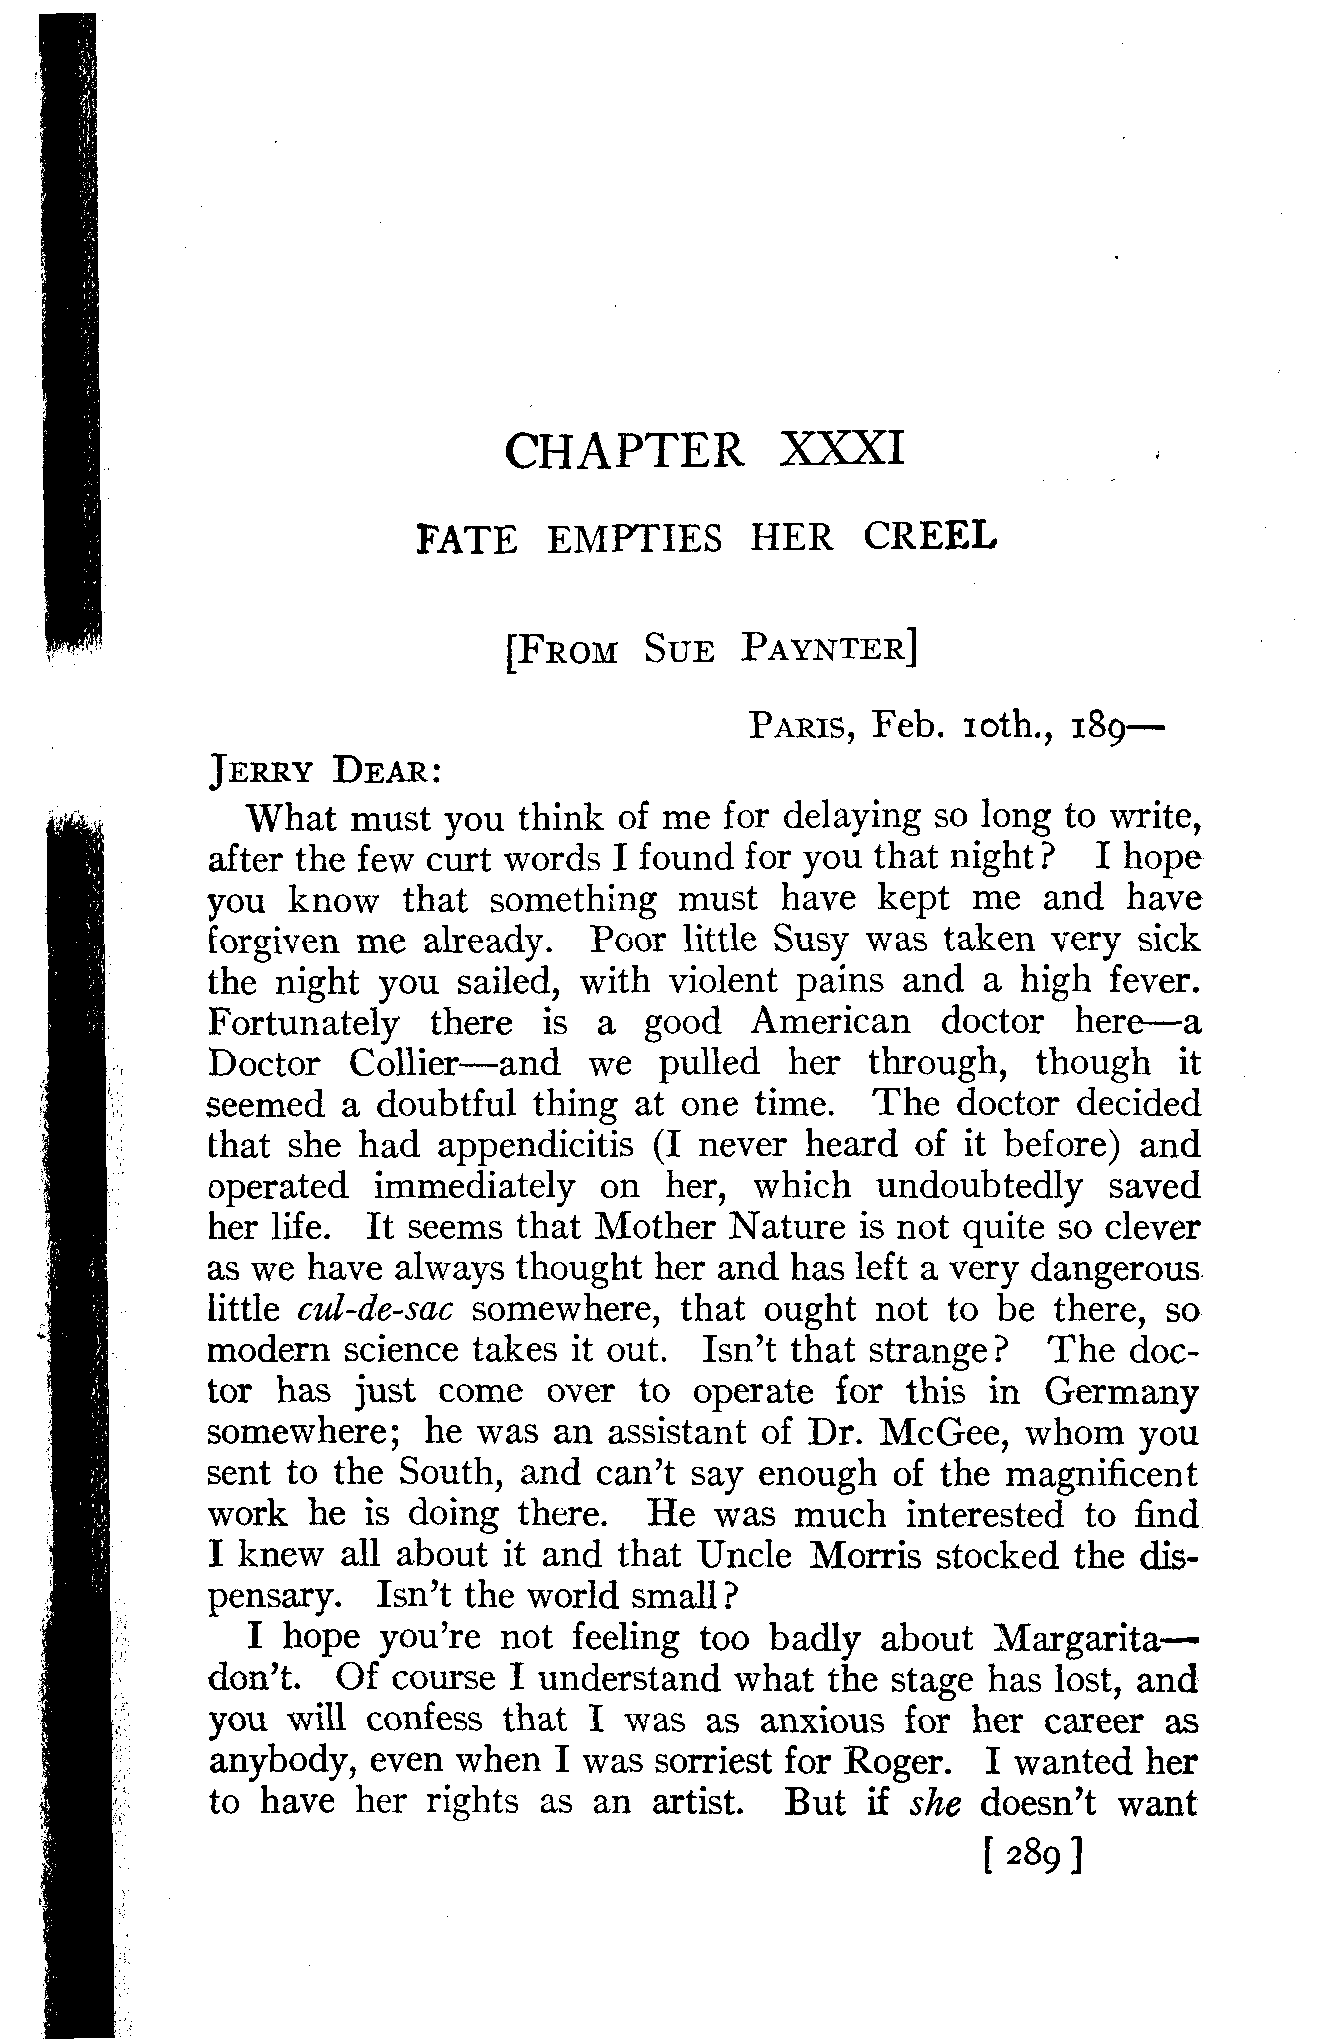 CHAPTER XXXI
FATE EMPTIES HER CREEL
[FROM SUE PAYNTER]
PARIS, Feb. 10th., 189—
JERRY DEAR:
What must you think of me for delaying so long to write,
after the few curt words I found for you that night? I hope
you know that something must have kept me and have
forgiven me already. Poor little Susy was taken very sick
the night you sailed, with violent pains and a high fever.
Fortunately there is a good American doctor here—a
Doctor Collier—and we pulled her through, though it
seemed a doubtful thing at one time. The doctor decided
that she had appendicitis (I never heard of it before) and
operated immediately on her, which undoubtedly saved
her life. It seems that Mother Nature is not quite so clever
as we have always thought her and has left a very dangerous
little cul-de-sac somewhere, that ought not to be there, so
modern science takes it out. Isn't that strange? The doc-
tor has just come over to operate for this in Germany
somewhere; he was an assistant of Dr. McGee, whom you
sent to the South, and can't say enough of the magnificent
work he is doing there. He was much interested to find
I knew all about it and that Uncle Morris stocked the dis-
pensary. Isn't the world small?
I hope you're not feeling too badly about Margarita—
don't. Of course I understand what the stage has lost, and
you will confess that I was as anxious for her career as
anybody, even when I was sorriest for Roger. I wanted her
to have her rights as an artist. But if she doesn't want
[ 289 ]